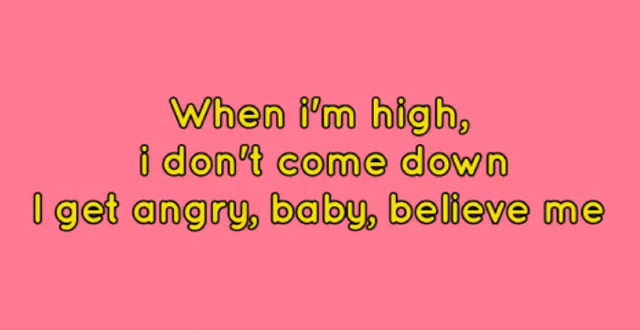 When i'm high,
i don't come down
I get angry, baby, believe me